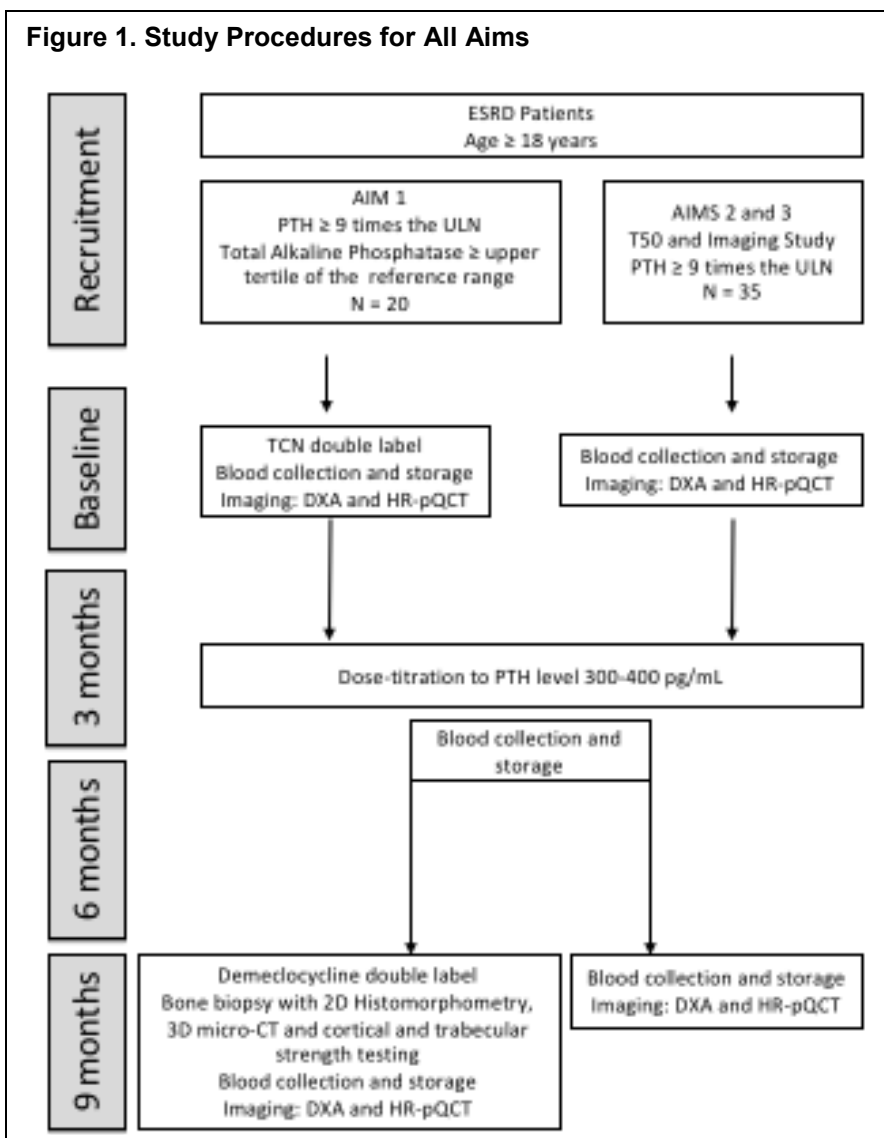 Figure 1. Study Procedures for All Aims
Recruitment
ESRD Patients
Age ≥ 18 years
AIM 1
PTH ≥ 9 times the ULN
Total Alkaline Phosphatase ≥ upper
tertile of the reference range
N = 20
AIMS 2 and 3
T50 and Imaging Study
PTH ≥ 9 times the ULN
N = 35
Baseline
TCN double label
Blood collection and storage
Imaging: DXA and HR-pQCT
Blood collection and storage
Imaging: DXA and HR-pQCT
3 months
Dose-titration to PTH level 300-400 pg/mL
Blood collection and
storage
6 months
9 months
Demeclocycline double label
Bone biopsy with 2D Histomorphometry,
3D micro-CT and cortical and trabecular
strength testing
Blood collection and storage
Imaging: DXA and HR-pQCT
Blood collection and storage
Imaging: DXA and HR-pQCT